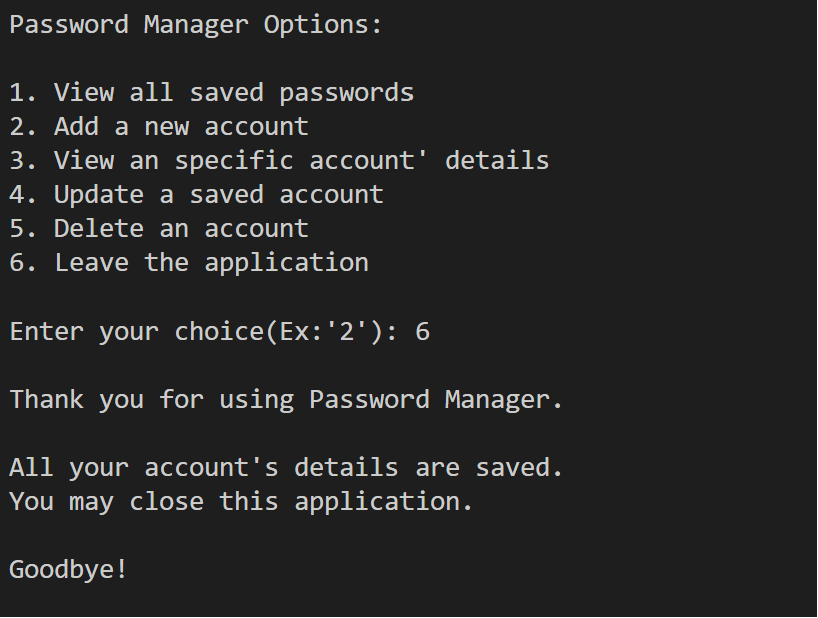 Password Manager Options:
1. View all saved passwords
2. Add a new account
3. View an specific account' details
4. Update a saved account
5. Delete an account
6. Leave the application
Enter your choice(Ex:'2'): 6
Thank you for using Password Manager.
All your account's details are saved.
You may close this application.
Goodbye!